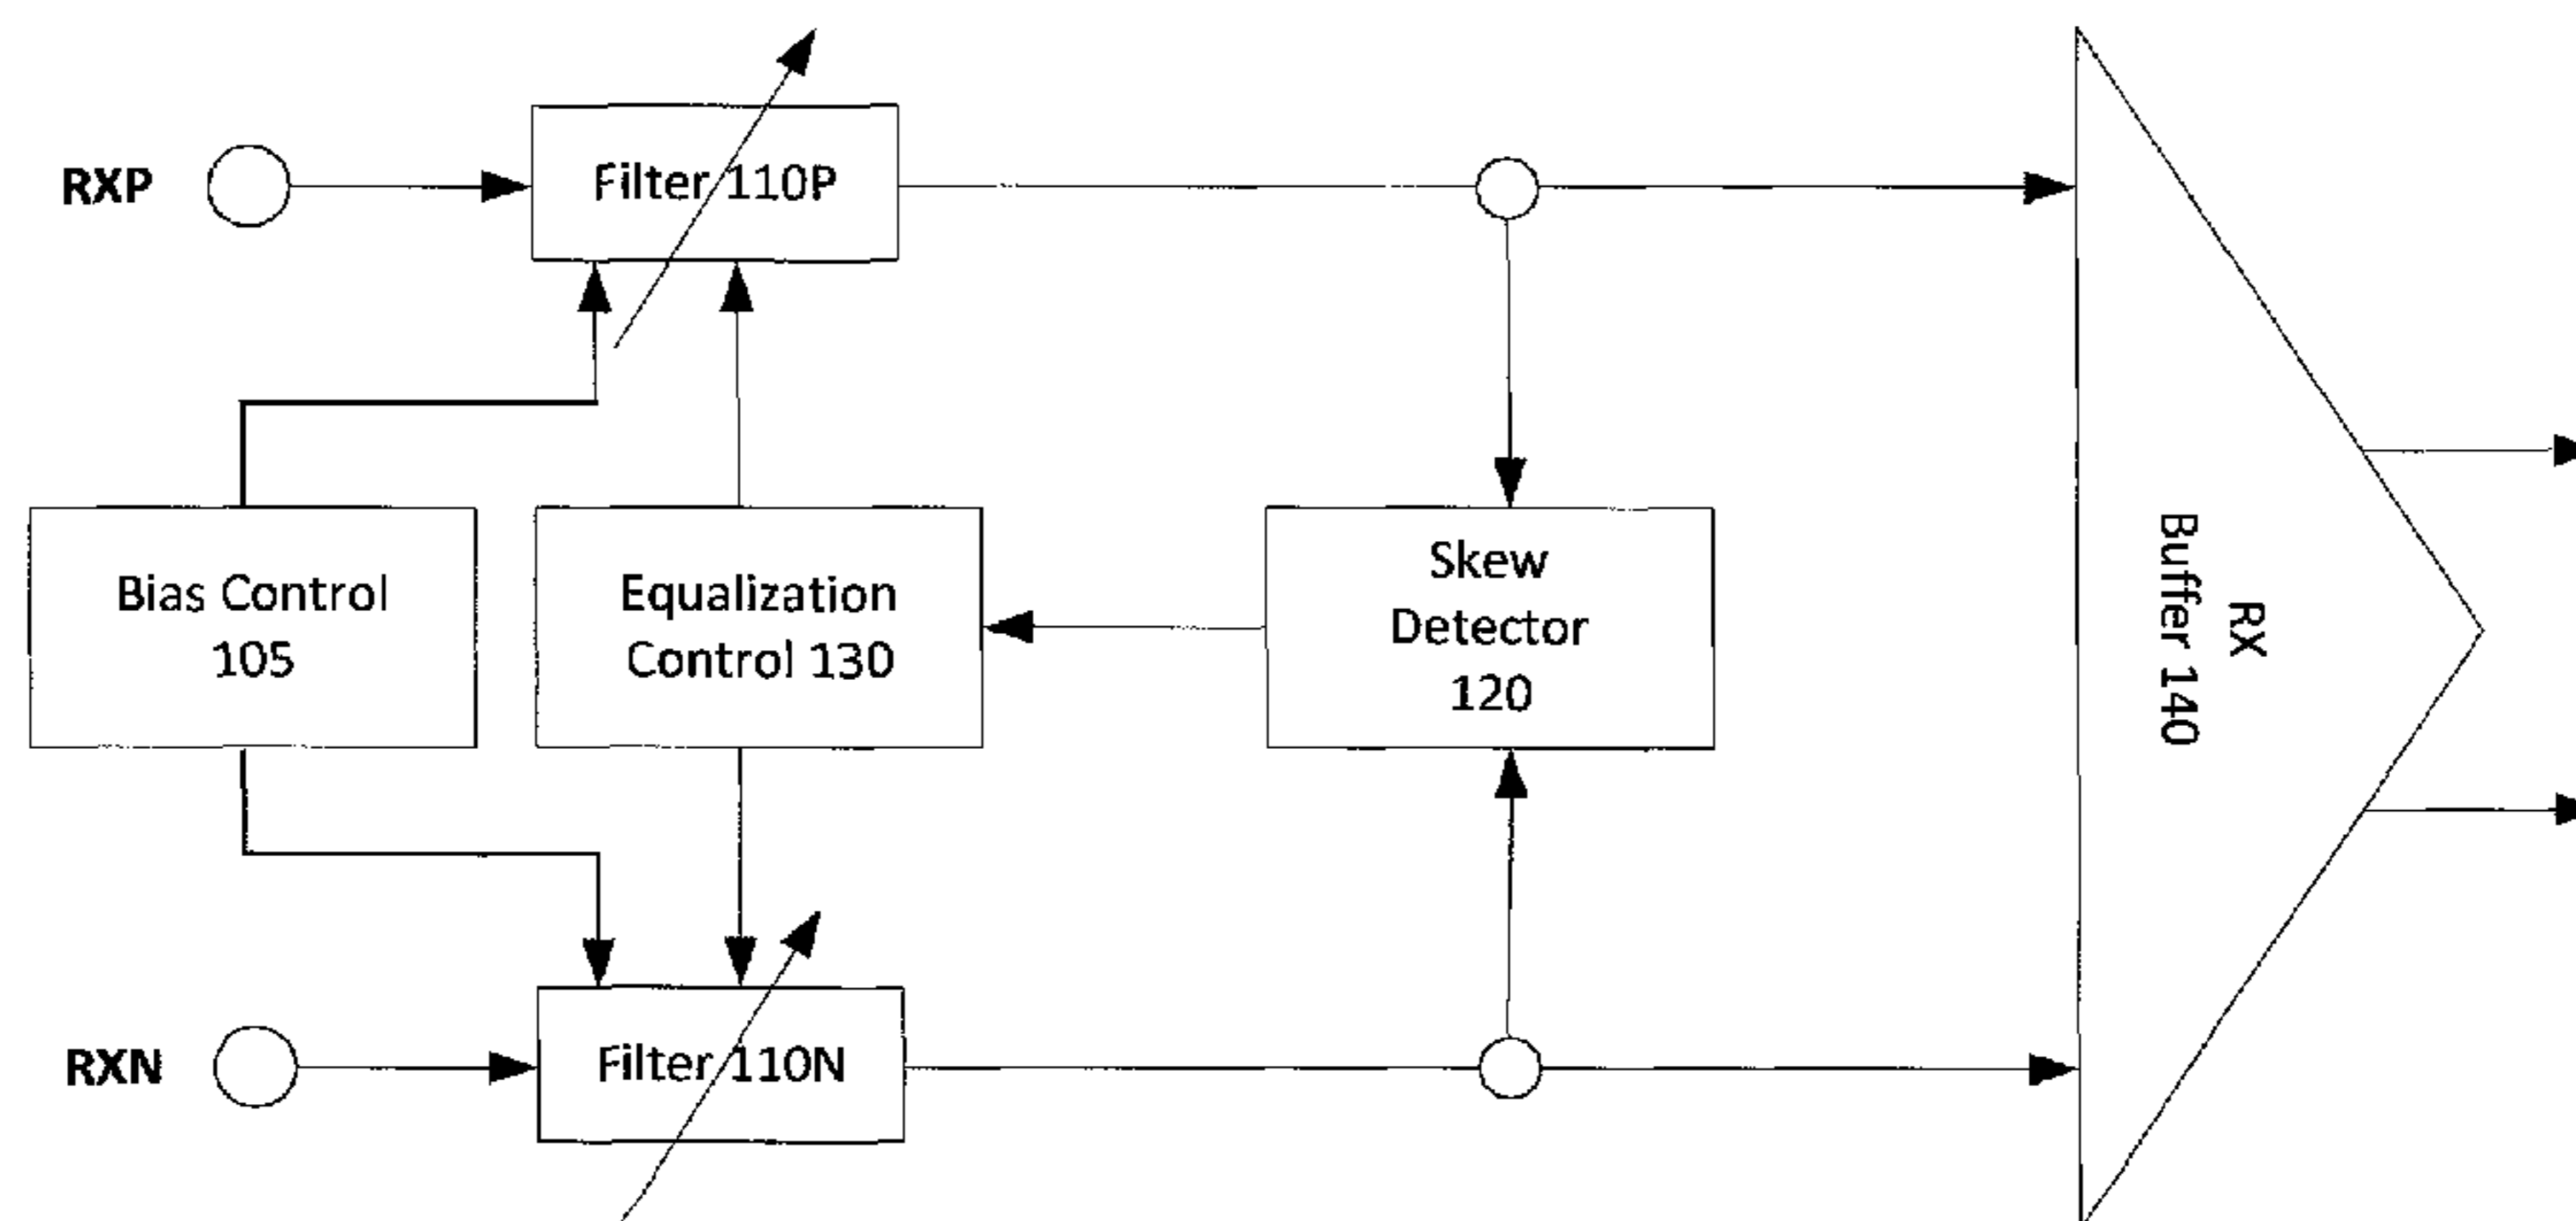 RXP
Filter 110P
Bias Control
105
Equalization
Control 130
Skew
Detector
120
RX
Buffer 140
RXN
Filter 110N